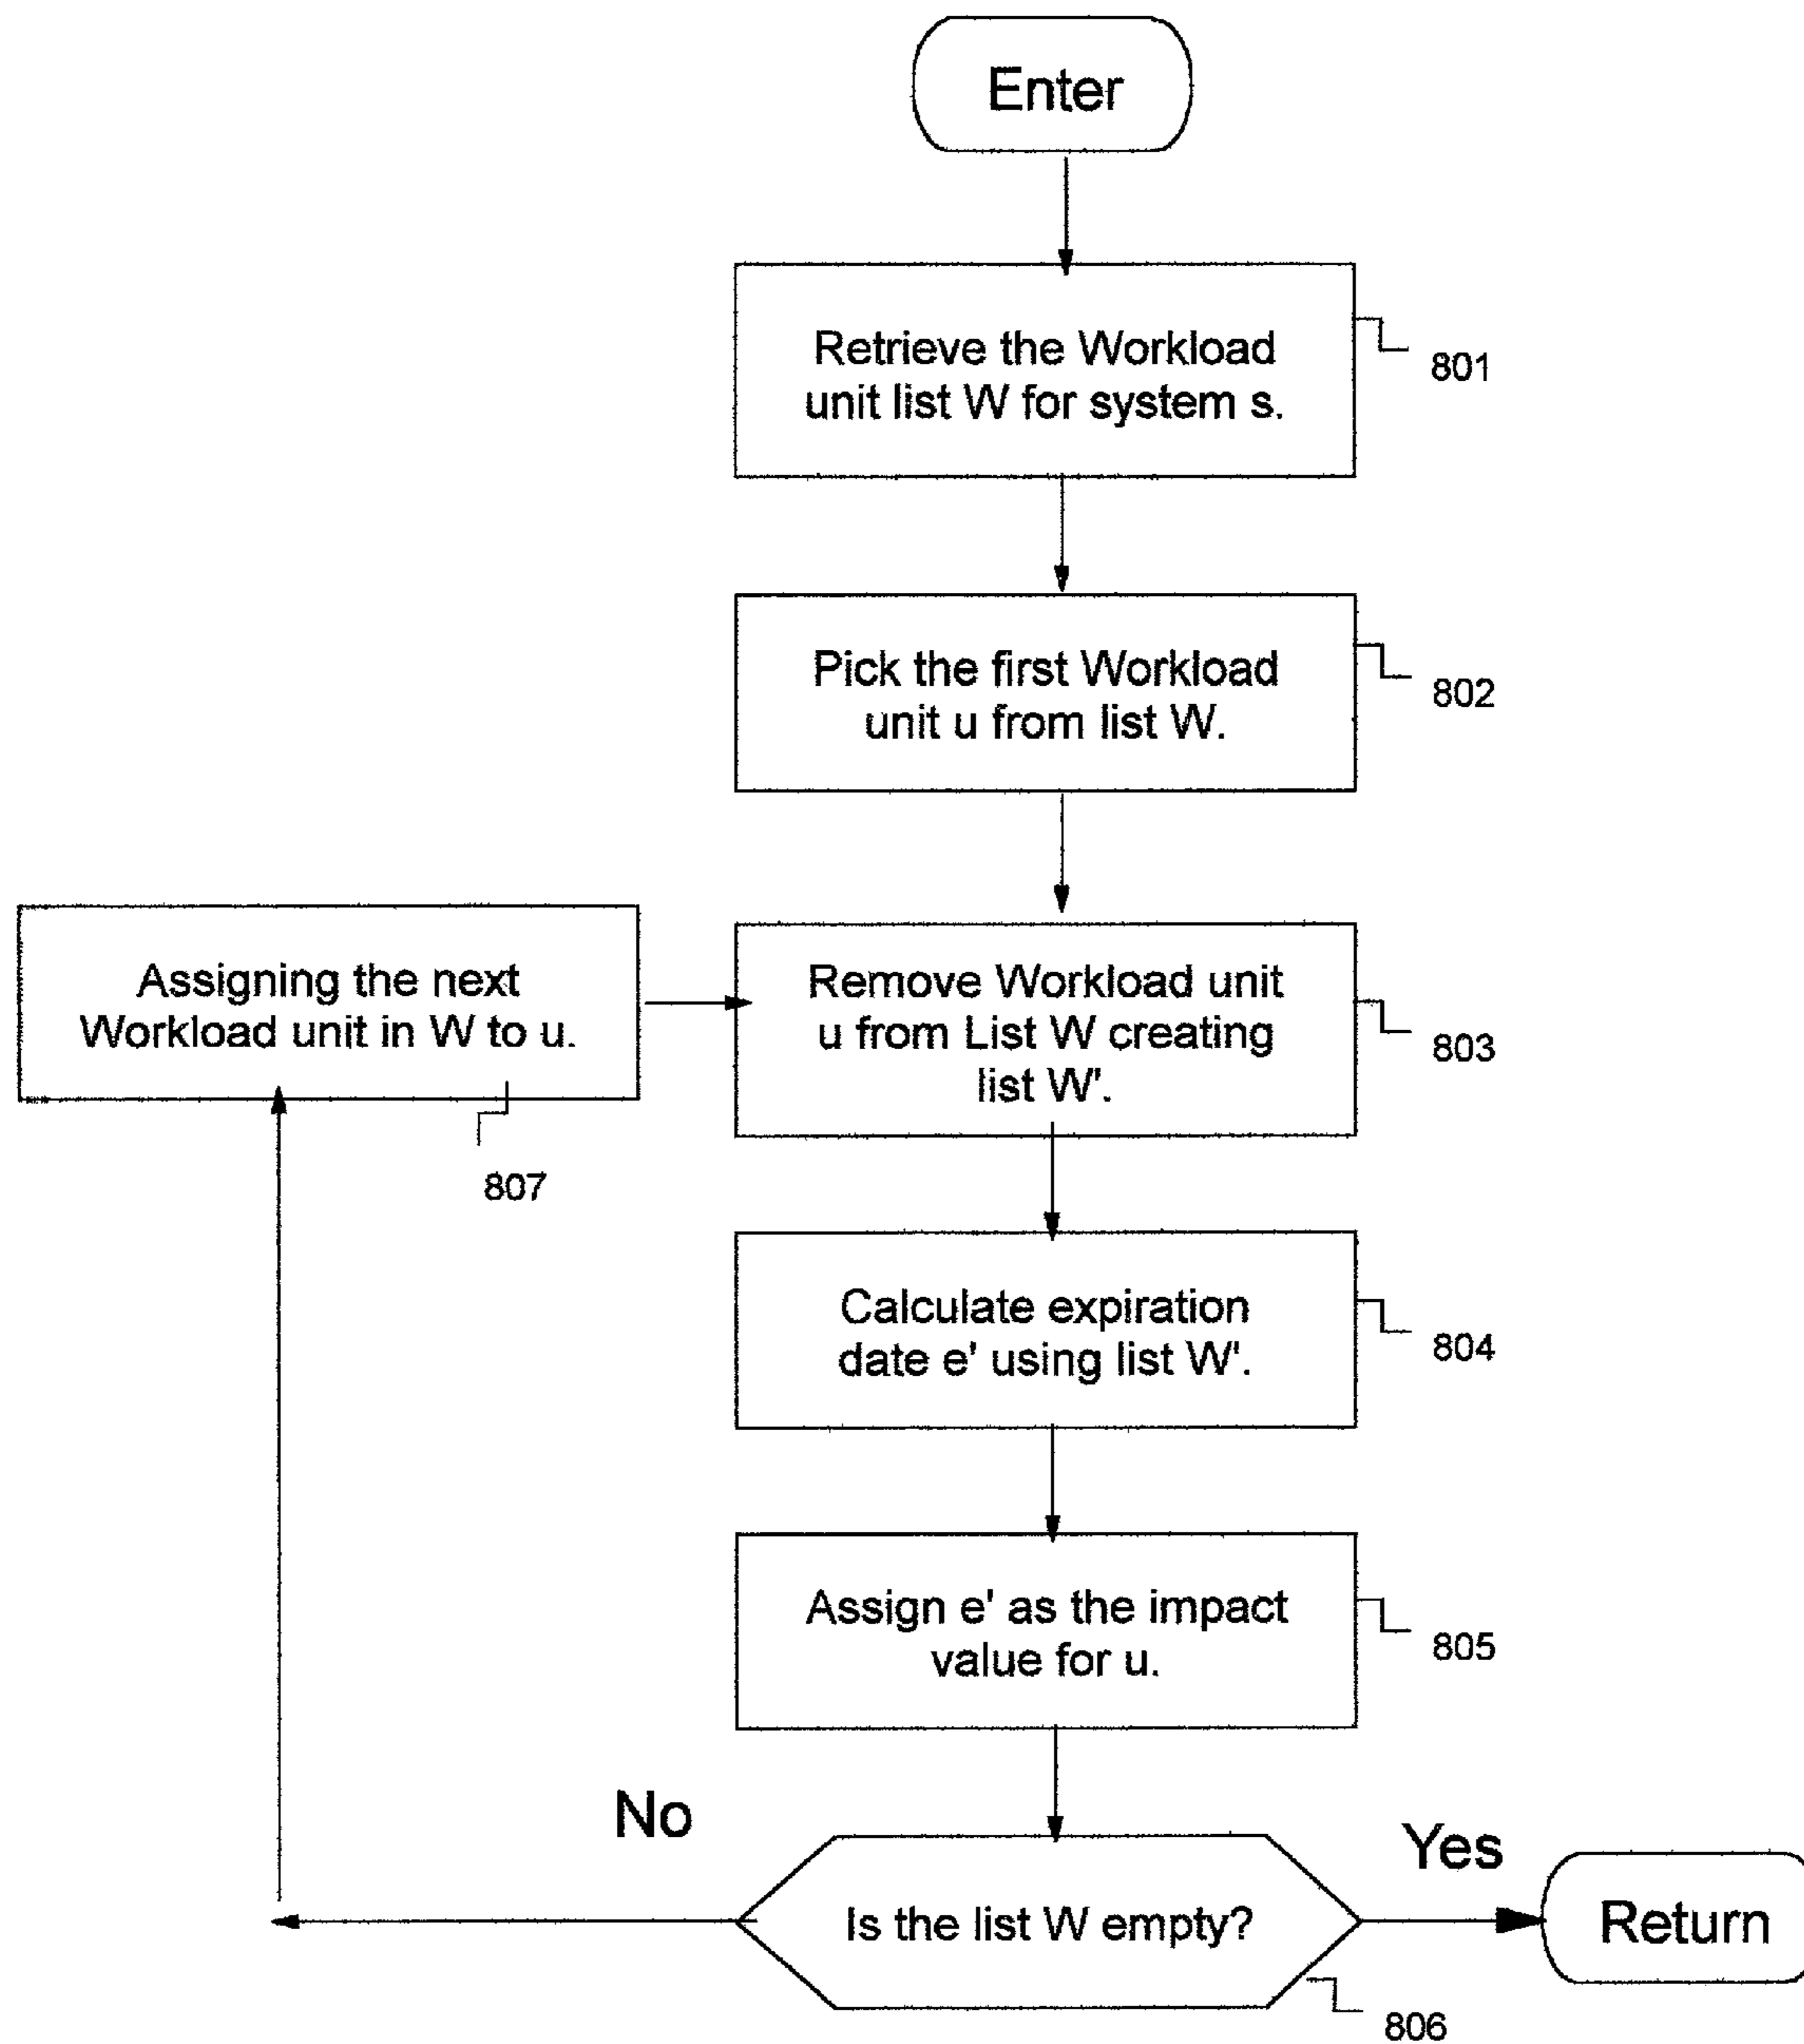 Enter
Retrieve the Workload
unit list W for system s.
801
Pick the first Workload
unit u from list W.
802
Assigning the next
Workload unit in W to u.
807
Remove Workload unit
u from List W creating
list W'.
803
Calculate expiration
date e' using list W'.
804
Assign e' as the impact
value for u.
805
No
Yes
Is the list W empty?
806
Return